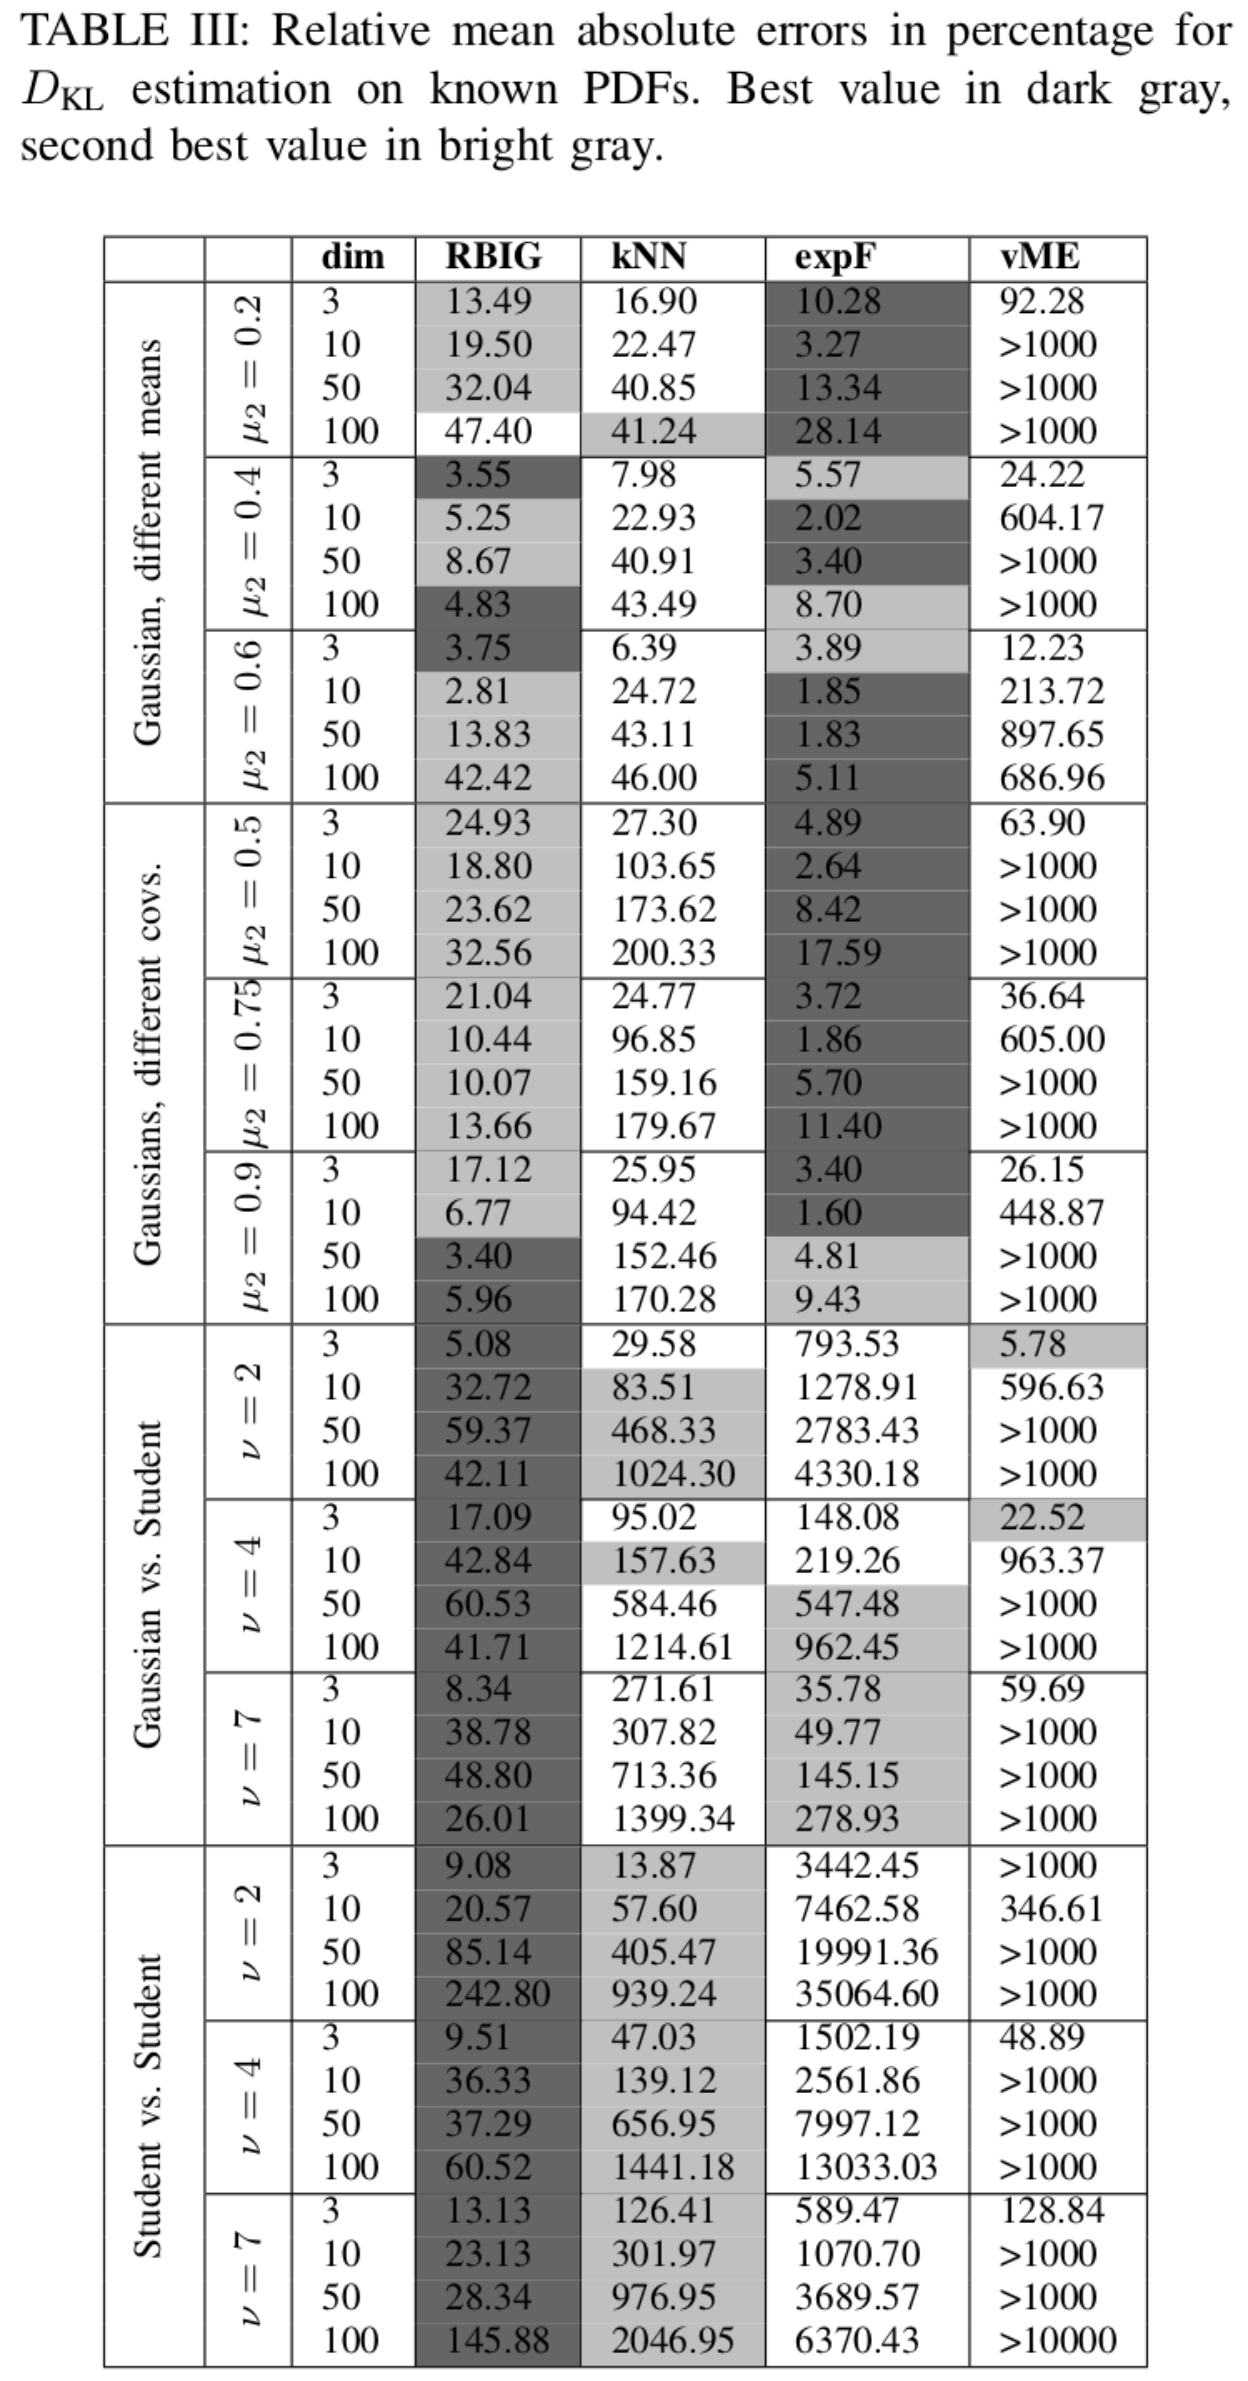 TABLE III: Relative mean absolute errors in percentage for
D_KL estimation on known PDFs. Best value in dark gray,
second best value in bright gray.
dim RBIG kNN expF vME
Gaussian, different means
μ2 = 0.2
3 13.49 16.90 10.28 92.28
10 19.50 22.47 3.27 >1000
50 32.04 40.85 13.34 >1000
100 47.40 41.24 28.14 >1000
μ2 = 0.4
3 3.55 7.98 5.57 24.22
10 5.25 22.93 2.02 604.17
50 8.67 40.91 3.40 >1000
100 4.83 43.49 8.70 >1000
μ2 = 0.6
3 3.75 6.39 3.89 12.23
10 2.81 24.72 1.85 213.72
50 13.83 43.11 1.83 897.65
100 42.42 46.00 5.11 686.96
Gaussians, different covs.
μ2 = 0.5
3 24.93 27.30 4.89 63.90
10 18.80 103.65 2.64 >1000
50 23.62 173.62 8.42 >1000
100 32.56 200.33 17.59 >1000
μ2 = 0.75
3 21.04 24.77 3.72 36.64
10 10.44 96.85 1.86 605.00
50 10.07 159.16 5.70 >1000
100 13.66 179.67 11.40 >1000
μ2 = 0.9
3 17.12 25.95 3.40 26.15
10 6.77 94.42 1.60 448.87
50 3.40 152.46 4.81 >1000
100 5.96 170.28 9.43 >1000
Gaussian vs. Student
ν = 2
3 5.08 29.58 793.53 5.78
10 32.72 83.51 1278.91 596.63
50 59.37 468.33 2783.43 >1000
100 42.11 1024.30 4330.18 >1000
ν = 4
3 17.09 95.02 148.08 22.52
10 42.84 157.63 219.26 963.37
50 60.53 584.46 547.48 >1000
100 41.71 1214.61 962.45 >1000
ν = 7
3 8.34 271.61 35.78 59.69
10 38.78 307.82 49.77 >1000
50 48.80 713.36 145.15 >1000
100 26.01 1399.34 278.93 >1000
Student vs. Student
ν = 2
3 9.08 13.87 3442.45 >1000
10 20.57 57.60 7462.58 346.61
50 85.14 405.47 19991.36 >1000
100 242.80 939.24 35064.60 >1000
ν = 4
3 9.51 47.03 1502.19 48.89
10 36.33 139.12 2561.86 >1000
50 37.29 656.95 7997.12 >1000
100 60.52 1441.18 13033.03 >1000
ν = 7
3 13.13 126.41 589.47 128.84
10 23.13 301.97 1070.70 >1000
50 28.34 976.95 3689.57 >1000
100 145.88 2046.95 6370.43 >10000